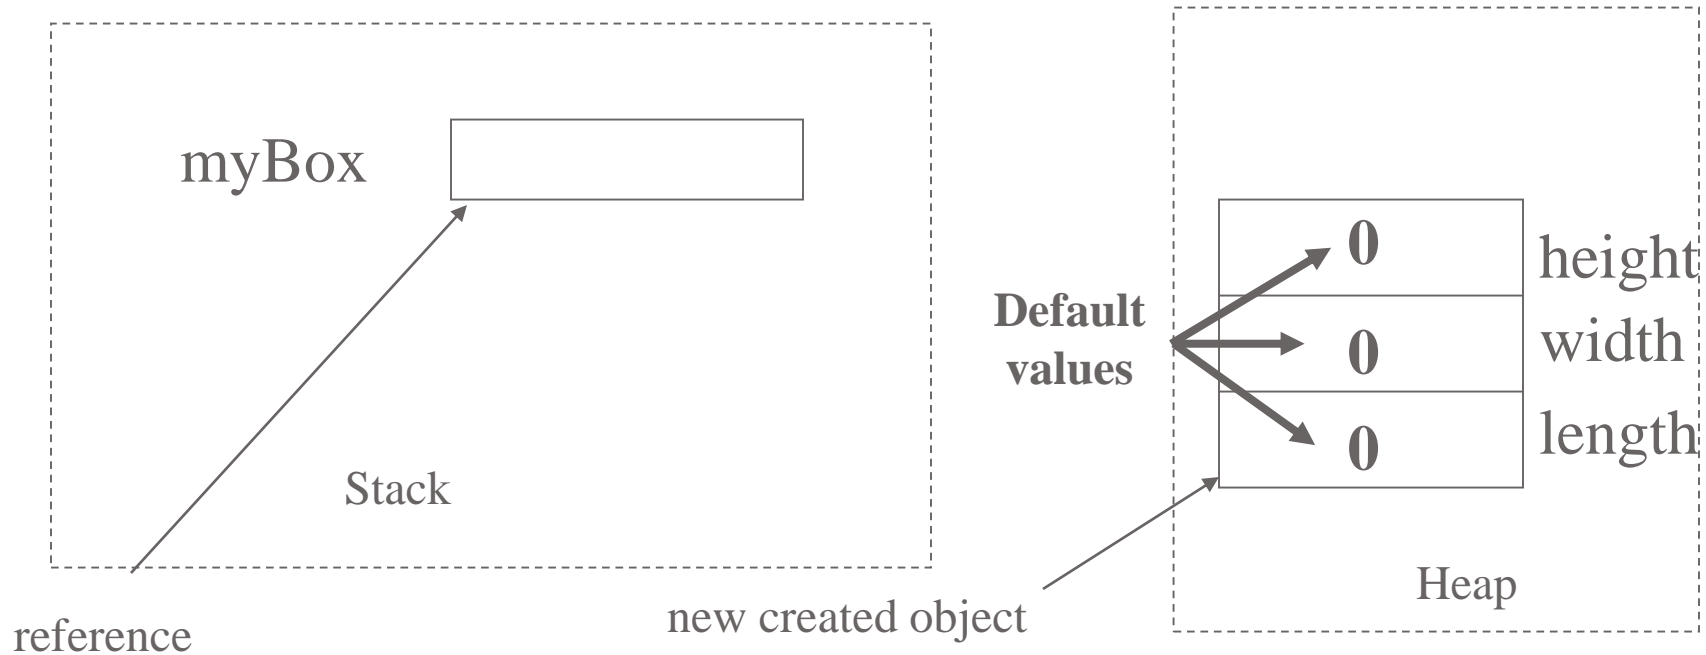 myBox
Stack
reference
Default
values
new created object
0
height
0
width
0
length
Heap